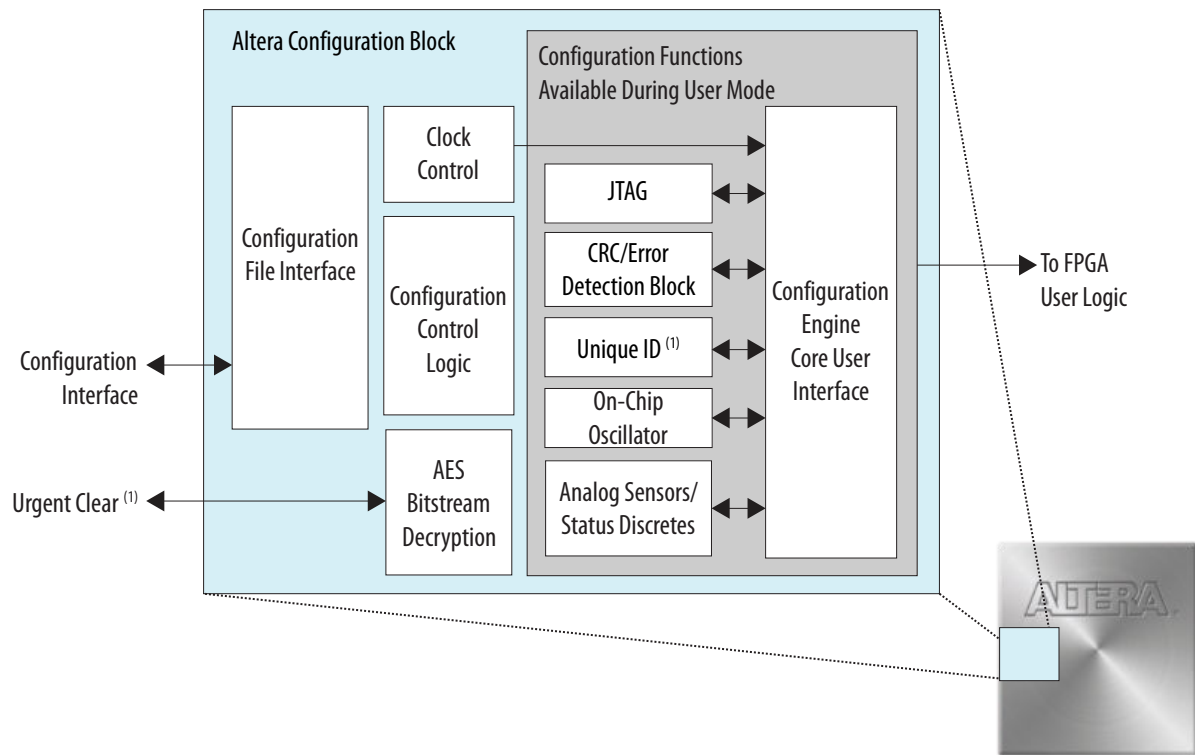 Altera Configuration Block
Configuration Functions
Available During User Mode
Clock
Control
Configuration
File Interface
Configuration
Control
Logic
AES
Bitstream
Decryption
JTAG
CRC/Error
Detection Block
Unique ID (1)
On-Chip
Oscillator
Analog Sensors/
Status Discretes
Configuration
Engine
Core User
Interface
To FPGA
User Logic
Configuration
Interface
Urgent Clear (1)
ALTERA